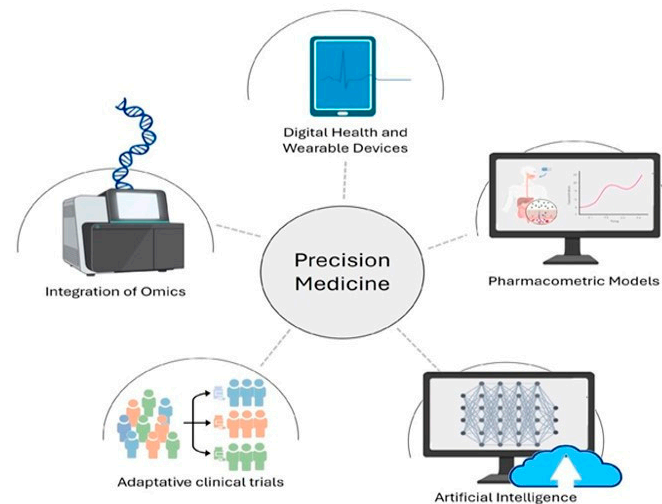 Digital Health and
Wearable Devices
Integration of Omics
Precision
Medicine
Pharmacometric Models
Adaptative clinical trials
Artificial Intelligence